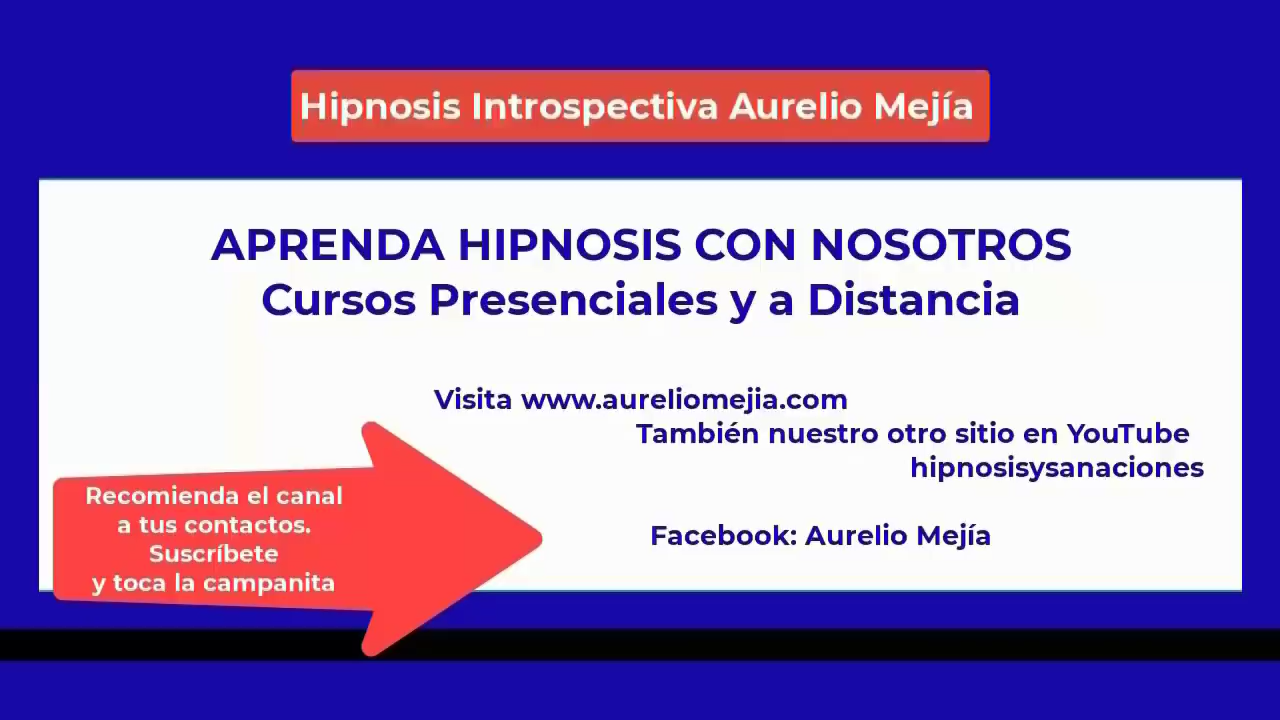 Hipnosis Introspectiva Aurelio Mejía
APRENDA HIPNOSIS CON NOSOTROS
Cursos Presenciales y a Distancia
Visita www.aureliomejia.com
También nuestro otro sitio en YouTube
hipnosisysanaciones
Facebook: Aurelio Mejía
Recomienda el canal
a tus contactos.
Suscríbete
y toca la campanita